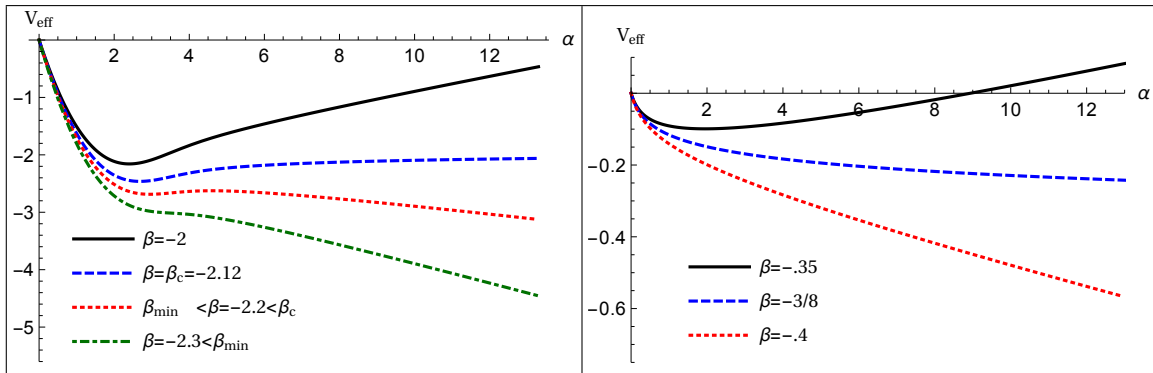 V_eff
α
2 4 6 8 10 12
-1
-2
-3
-4
-5
β=-2
β=β_c=-2.12
β_min <β=-2.2<β_c
β=-2.3<β_min
V_eff
α
2 4 6 8 10 12
-0.2
-0.4
-0.6
β=-.35
β=-3/8
β=-.4